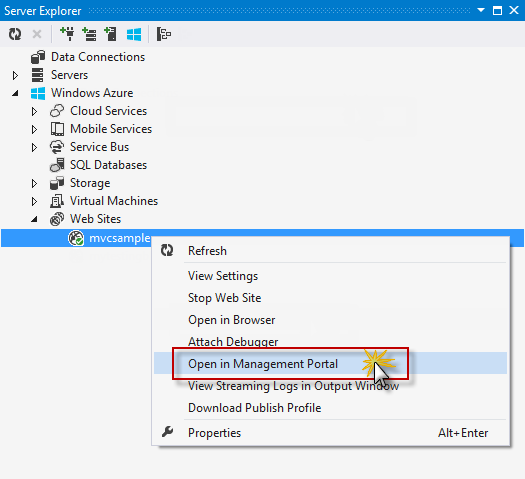 Server Explorer
Data Connections
Servers
Windows Azure
Cloud Services
Mobile Services
Service Bus
SQL Databases
Storage
Virtual Machines
Web Sites
mvcsample
Refresh
View Settings
Stop Web Site
Open in Browser
Attach Debugger
Open in Management Portal
View Streaming Logs in Output Window
Download Publish Profile
Properties Alt+Enter